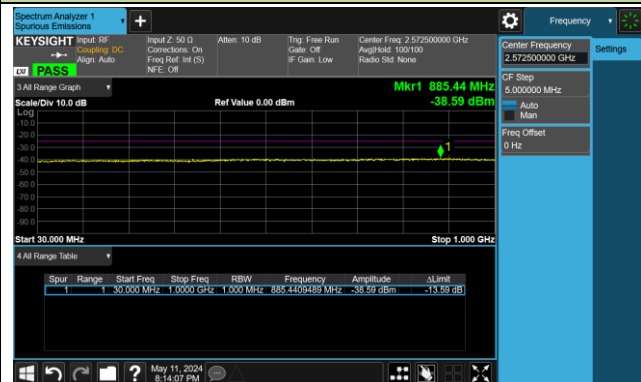 Spectrum Analyzer 1
Spurious Emissions
Frequency
KEYSIGHT
Input: RF
Coupling: DC
Align: Auto
Input Z: 50 Ω
Corrections: On
Freq Ref: Int (S)
NFE: Off
Atten: 10 dB
Trig: Free Run
Gate: Off
IF Gain: Low
Center Freq: 2.572500000 GHz
Avg|Hold: 100/100
Radio Std: None
LXI
PASS
Center Frequency
2.572500000 GHz
Settings
CF Step
5.000000 MHz
Auto
Man
Freq Offset
0 Hz
3 All Range Graph
Mkr1 885.44 MHz
Scale/Div 10.0 dB
Ref Value 0.00 dBm
-38.59 dBm
Log
-10.0
-20.0
-30.0
-40.0
-50.0
-60.0
-70.0
-80.0
-90.0
1
Start 30.000 MHz
Stop 1.000 GHz
4 All Range Table
Spur Range Start Freq Stop Freq RBW Frequency Amplitude ΔLimit
1 1 30.000 MHz 1.0000 GHz 1.000 MHz 885.4409489 MHz -38.59 dBm -13.59 dB
?
May 11, 2024
8:14:07 PM